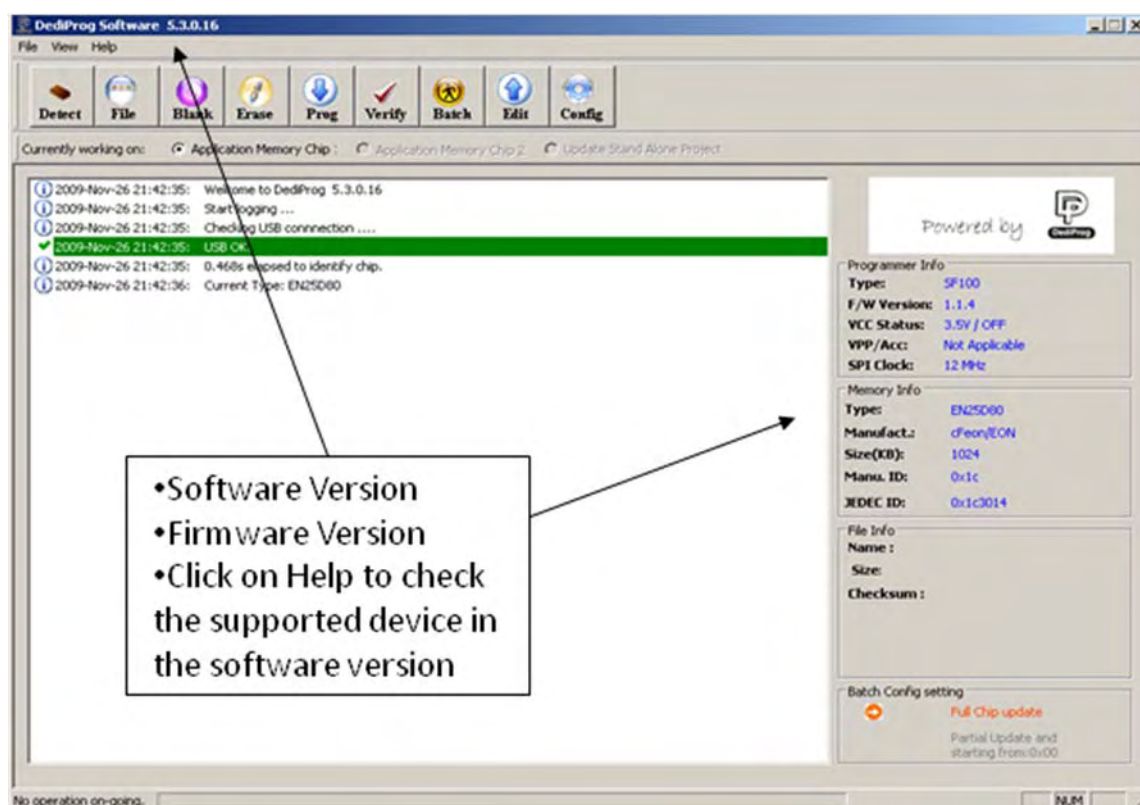 DediProg Software 5.3.0.16
File View Help
Detect File Blank Erase Prog Verify Batch Edit Config
Currently working on: Application Memory Chip : Application Memory Chip 2 Update Stand Alone Project
2009-Nov-26 21:42:35: Welcome to DediProg 5.3.0.16
2009-Nov-26 21:42:35: Start logging ...
2009-Nov-26 21:42:35: Checking USB connnection ....
2009-Nov-26 21:42:35: USB OK
2009-Nov-26 21:42:35: 0.468s elapsed to identify chip.
2009-Nov-26 21:42:36: Current Type: EN25D80
•Software Version
•Firmware Version
•Click on Help to check
the supported device in
the software version
Powered by DediProg
Programmer Info
Type: SF100
F/W Version: 1.1.4
VCC Status: 3.5V / OFF
VPP/Acc: Not Applicable
SPI Clock: 12 MHz
Memory Info
Type: EN25D80
Manufact.: cFeon/EON
Size(KB): 1024
Manu. ID: 0x1c
JEDEC ID: 0x1c3014
File Info
Name :
Size:
Checksum :
Batch Config setting
Full Chip update
Partial Update and
starting from:0x00
No operation on-going. NUM